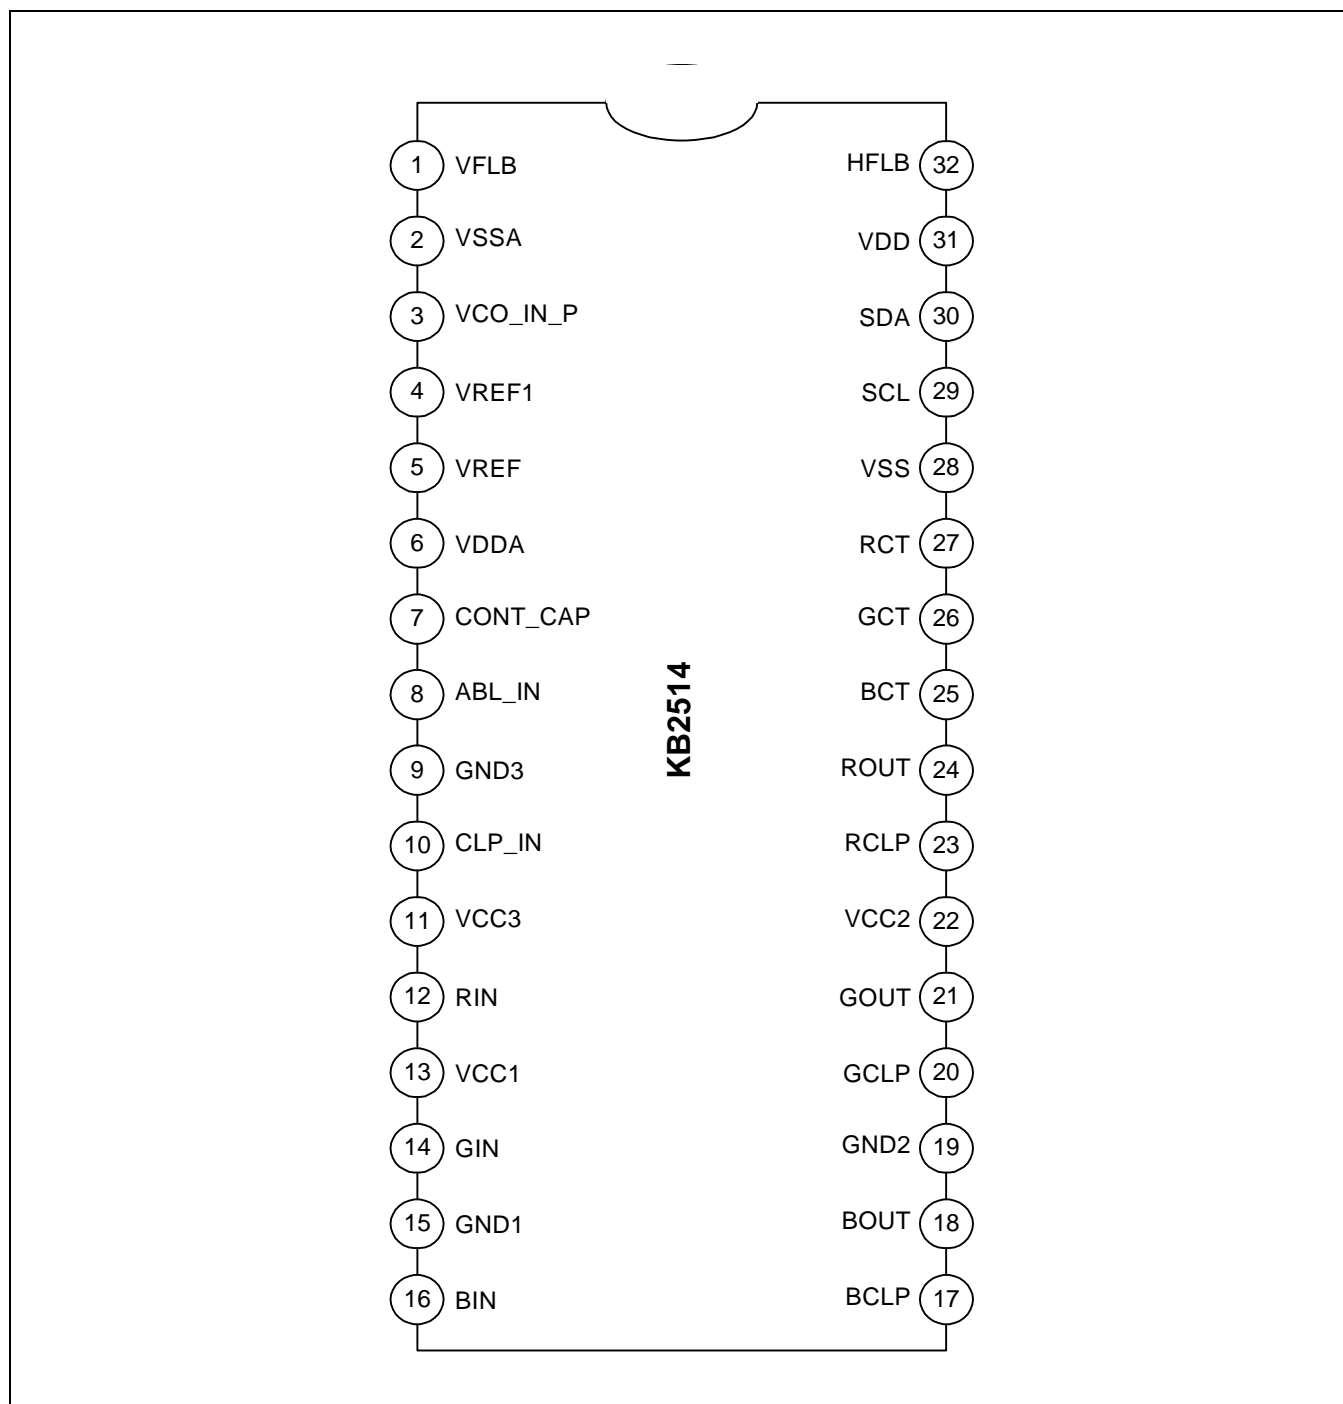 1 VFLB HFLB 32
2 VSSA VDD 31
3 VCO_IN_P SDA 30
4 VREF1 SCL 29
5 VREF VSS 28
6 VDDA RCT 27
7 CONT_CAP GCT 26
8 ABL_IN BCT 25
KB2514
9 GND3 ROUT 24
10 CLP_IN RCLP 23
11 VCC3 VCC2 22
12 RIN GOUT 21
13 VCC1 GCLP 20
14 GIN GND2 19
15 GND1 BOUT 18
16 BIN BCLP 17